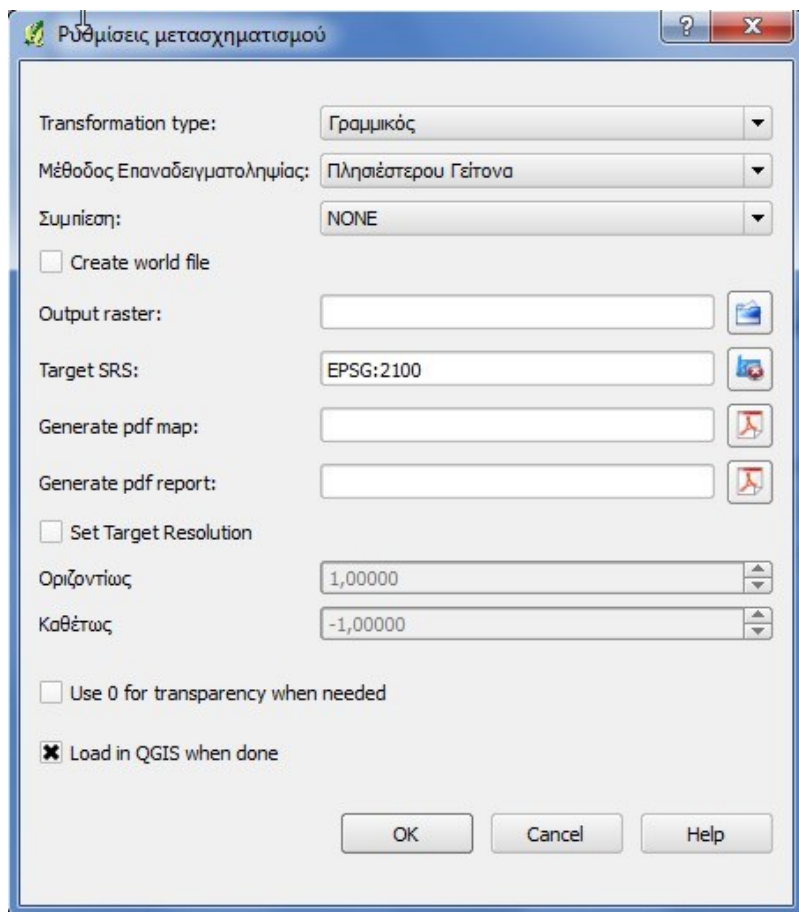 Ρυθμίσεις μετασχηματισμού
Transformation type: Γραμμικός
Μέθοδος Επαναδειγματοληψίας: Πλησιέστερου Γείτονα
Συμπίεση: NONE
Create world file
Output raster:
Target SRS: EPSG:2100
Generate pdf map:
Generate pdf report:
Set Target Resolution
Οριζοντίως 1,00000
Καθέτως -1,00000
Use 0 for transparency when needed
Load in QGIS when done
OK Cancel Help